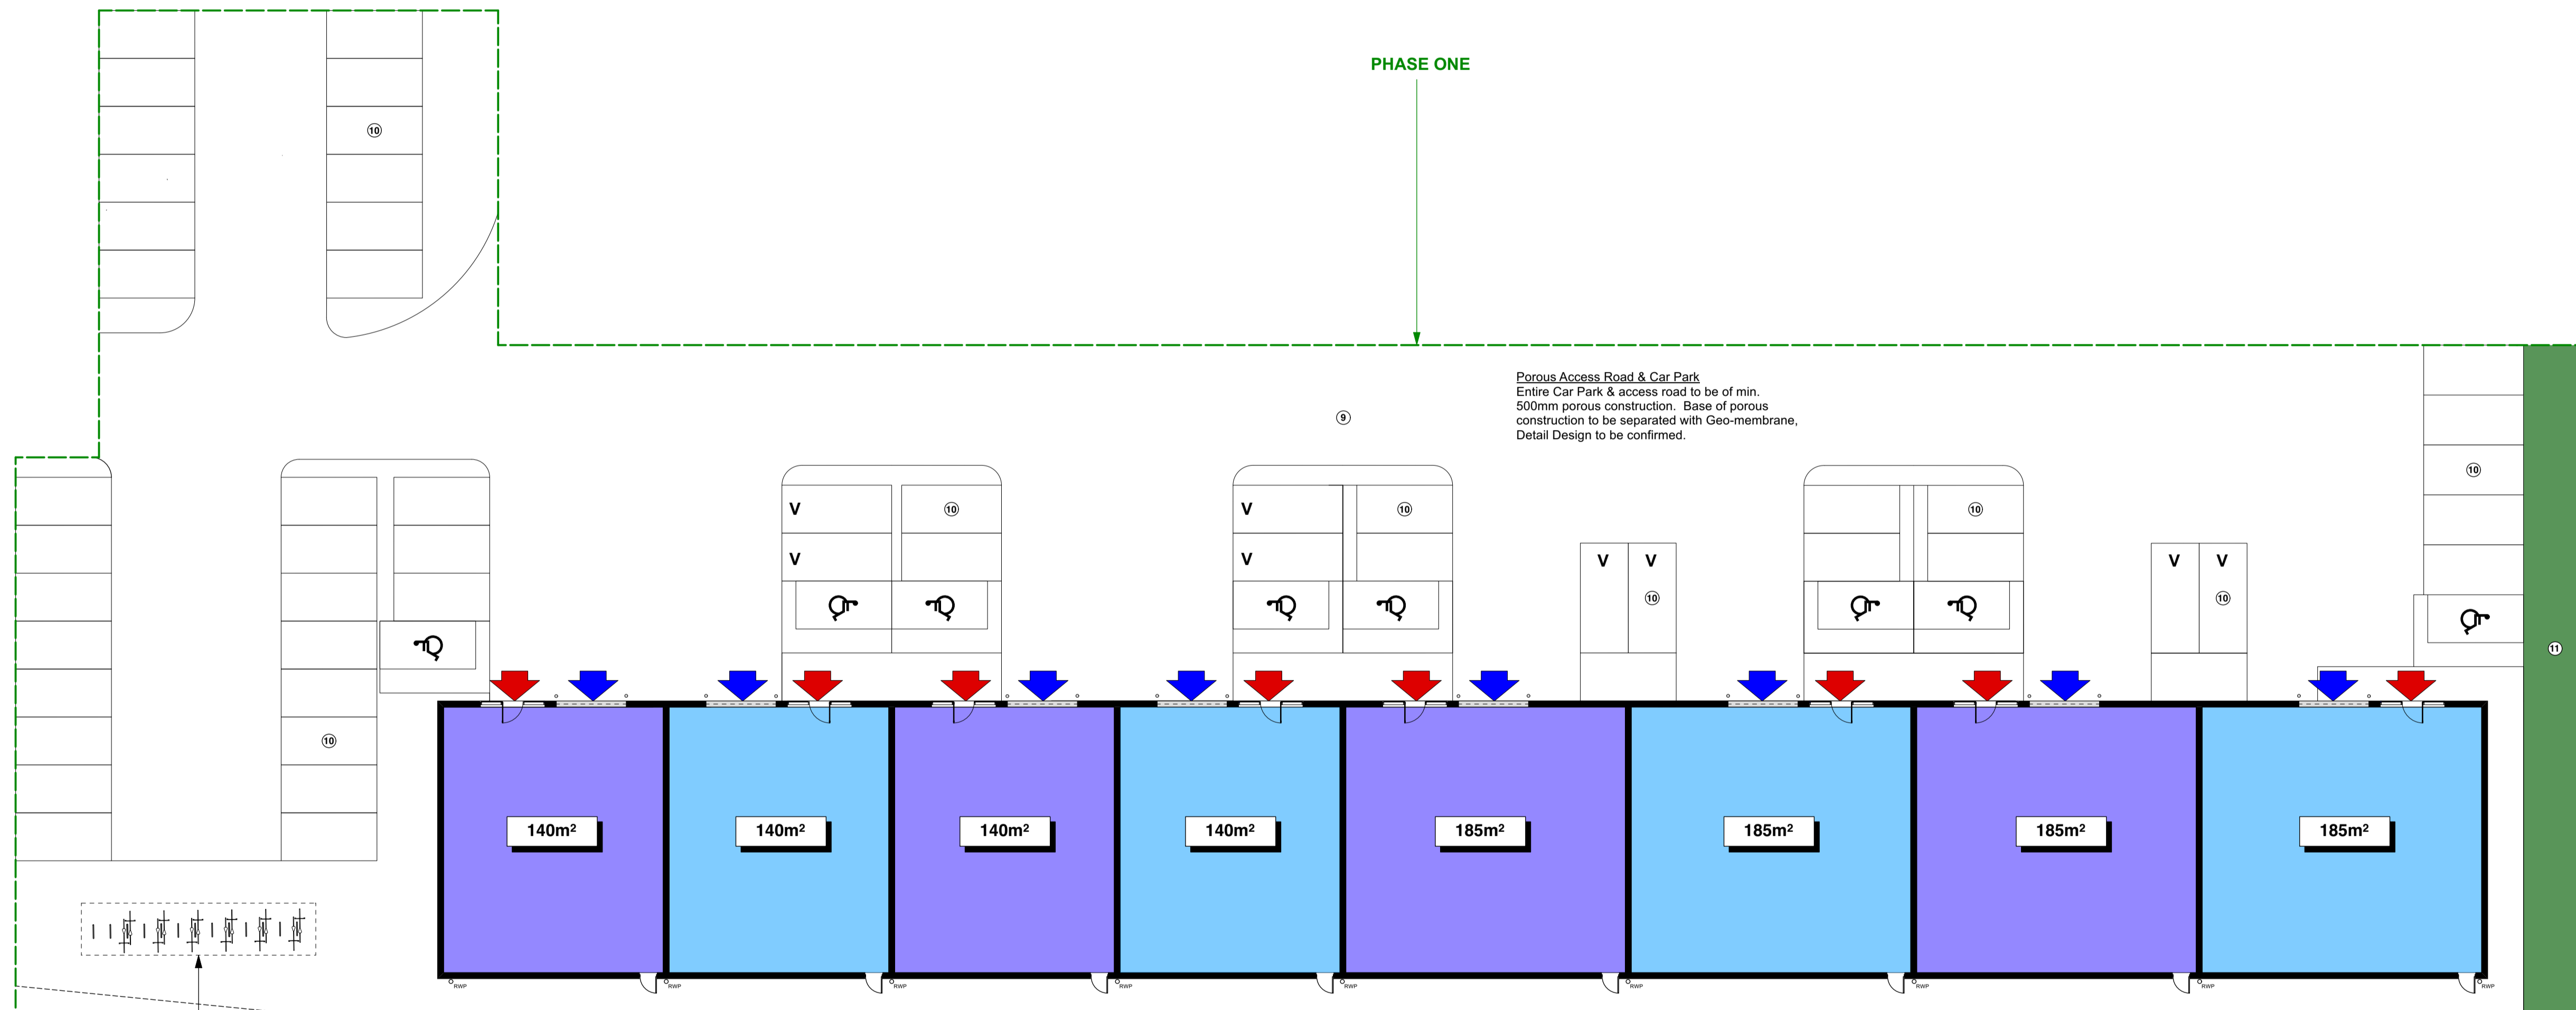 PHASE ONE
10
Porous Access Road & Car Park
Entire Car Park & access road to be of min.
500mm porous construction.  Base of porous
construction to be separated with Geo-membrane,
Detail Design to be confirmed.
9
10
V
10
V
10
10
V
V
V
V
V
V
10
10
11
10
140m²
140m²
140m²
140m²
185m²
185m²
185m²
185m²
RWP
RWP
RWP
RWP
RWP
RWP
RWP
RWP
RWP